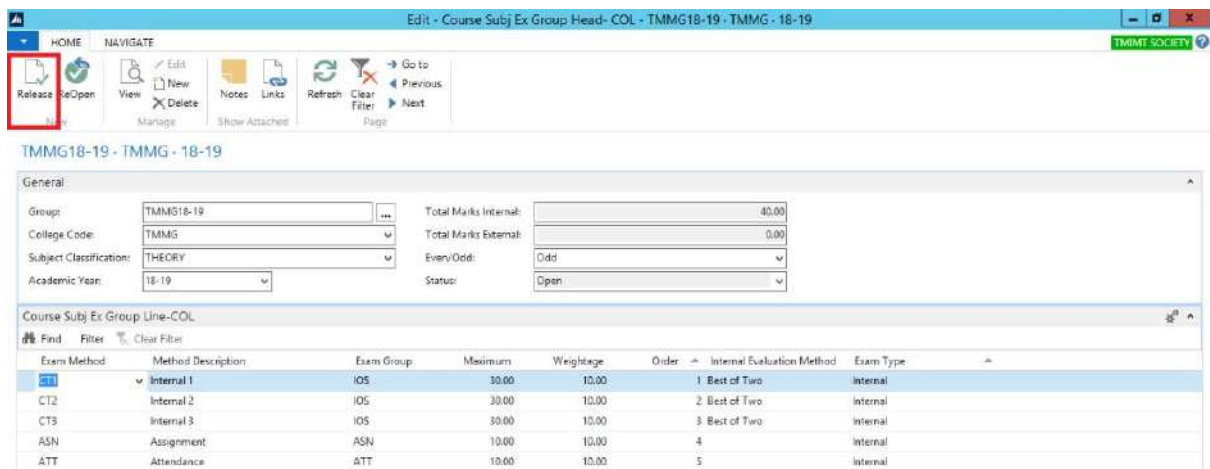 Edit - Course Subj Ex Group Head- COL - TMMG18-19 - TMMG - 18-19
HOME NAVIGATE
TMIMT SOCIETY
Release ReOpen View Edit New Delete Notes Links Refresh Clear Filter Go to Previous Next
New Manage Show Attached Page
TMMG18-19 - TMMG - 18-19
General
Group: TMMG18-19 ... Total Marks Internal: 40.00
College Code: TMMG Total Marks External: 0.00
Subject Classification: THEORY Even/Odd: Odd
Academic Year: 18-19 Status: Open
Course Subj Ex Group Line-COL
Find Filter Clear Filter
Exam Method Method Description Exam Group Maximum Weightage Order Internal Evaluation Method Exam Type
CT1 Internal 1 IOS 30.00 10.00 1 Best of Two Internal
CT2 Internal 2 IOS 30.00 10.00 2 Best of Two Internal
CT3 Internal 3 IOS 30.00 10.00 3 Best of Two Internal
ASN Assignment ASN 10.00 10.00 4 Internal
ATT Attendance ATT 10.00 10.00 5 Internal